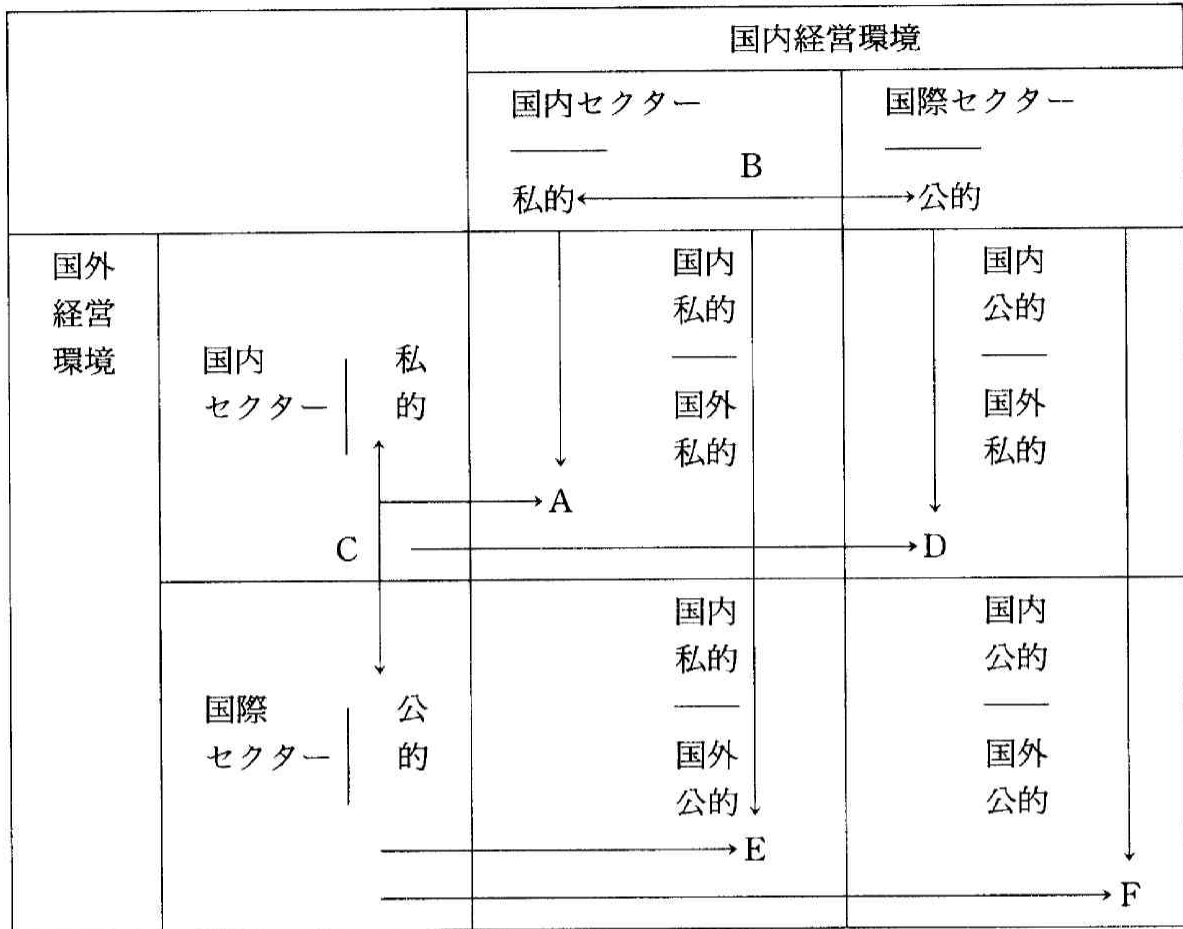 国内経営環境
国内セクター
国際セクター
B
私的
公的
国外
経営
環境
国内
セクター
私
的
国内
私的
国外
私的
国内
公的
国外
私的
A
C
D
国際
セクター
公
的
国内
私的
国外
公的
国内
公的
国外
公的
E
F